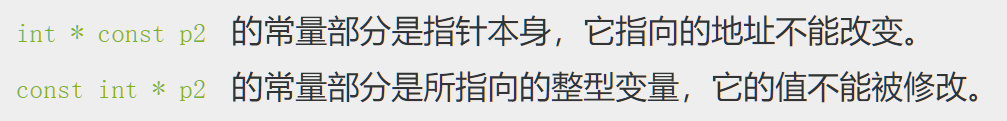 int * const p2 的常量部分是指针本身，它指向的地址不能改变。
const int * p2 的常量部分是所指向的整型变量，它的值不能被修改。